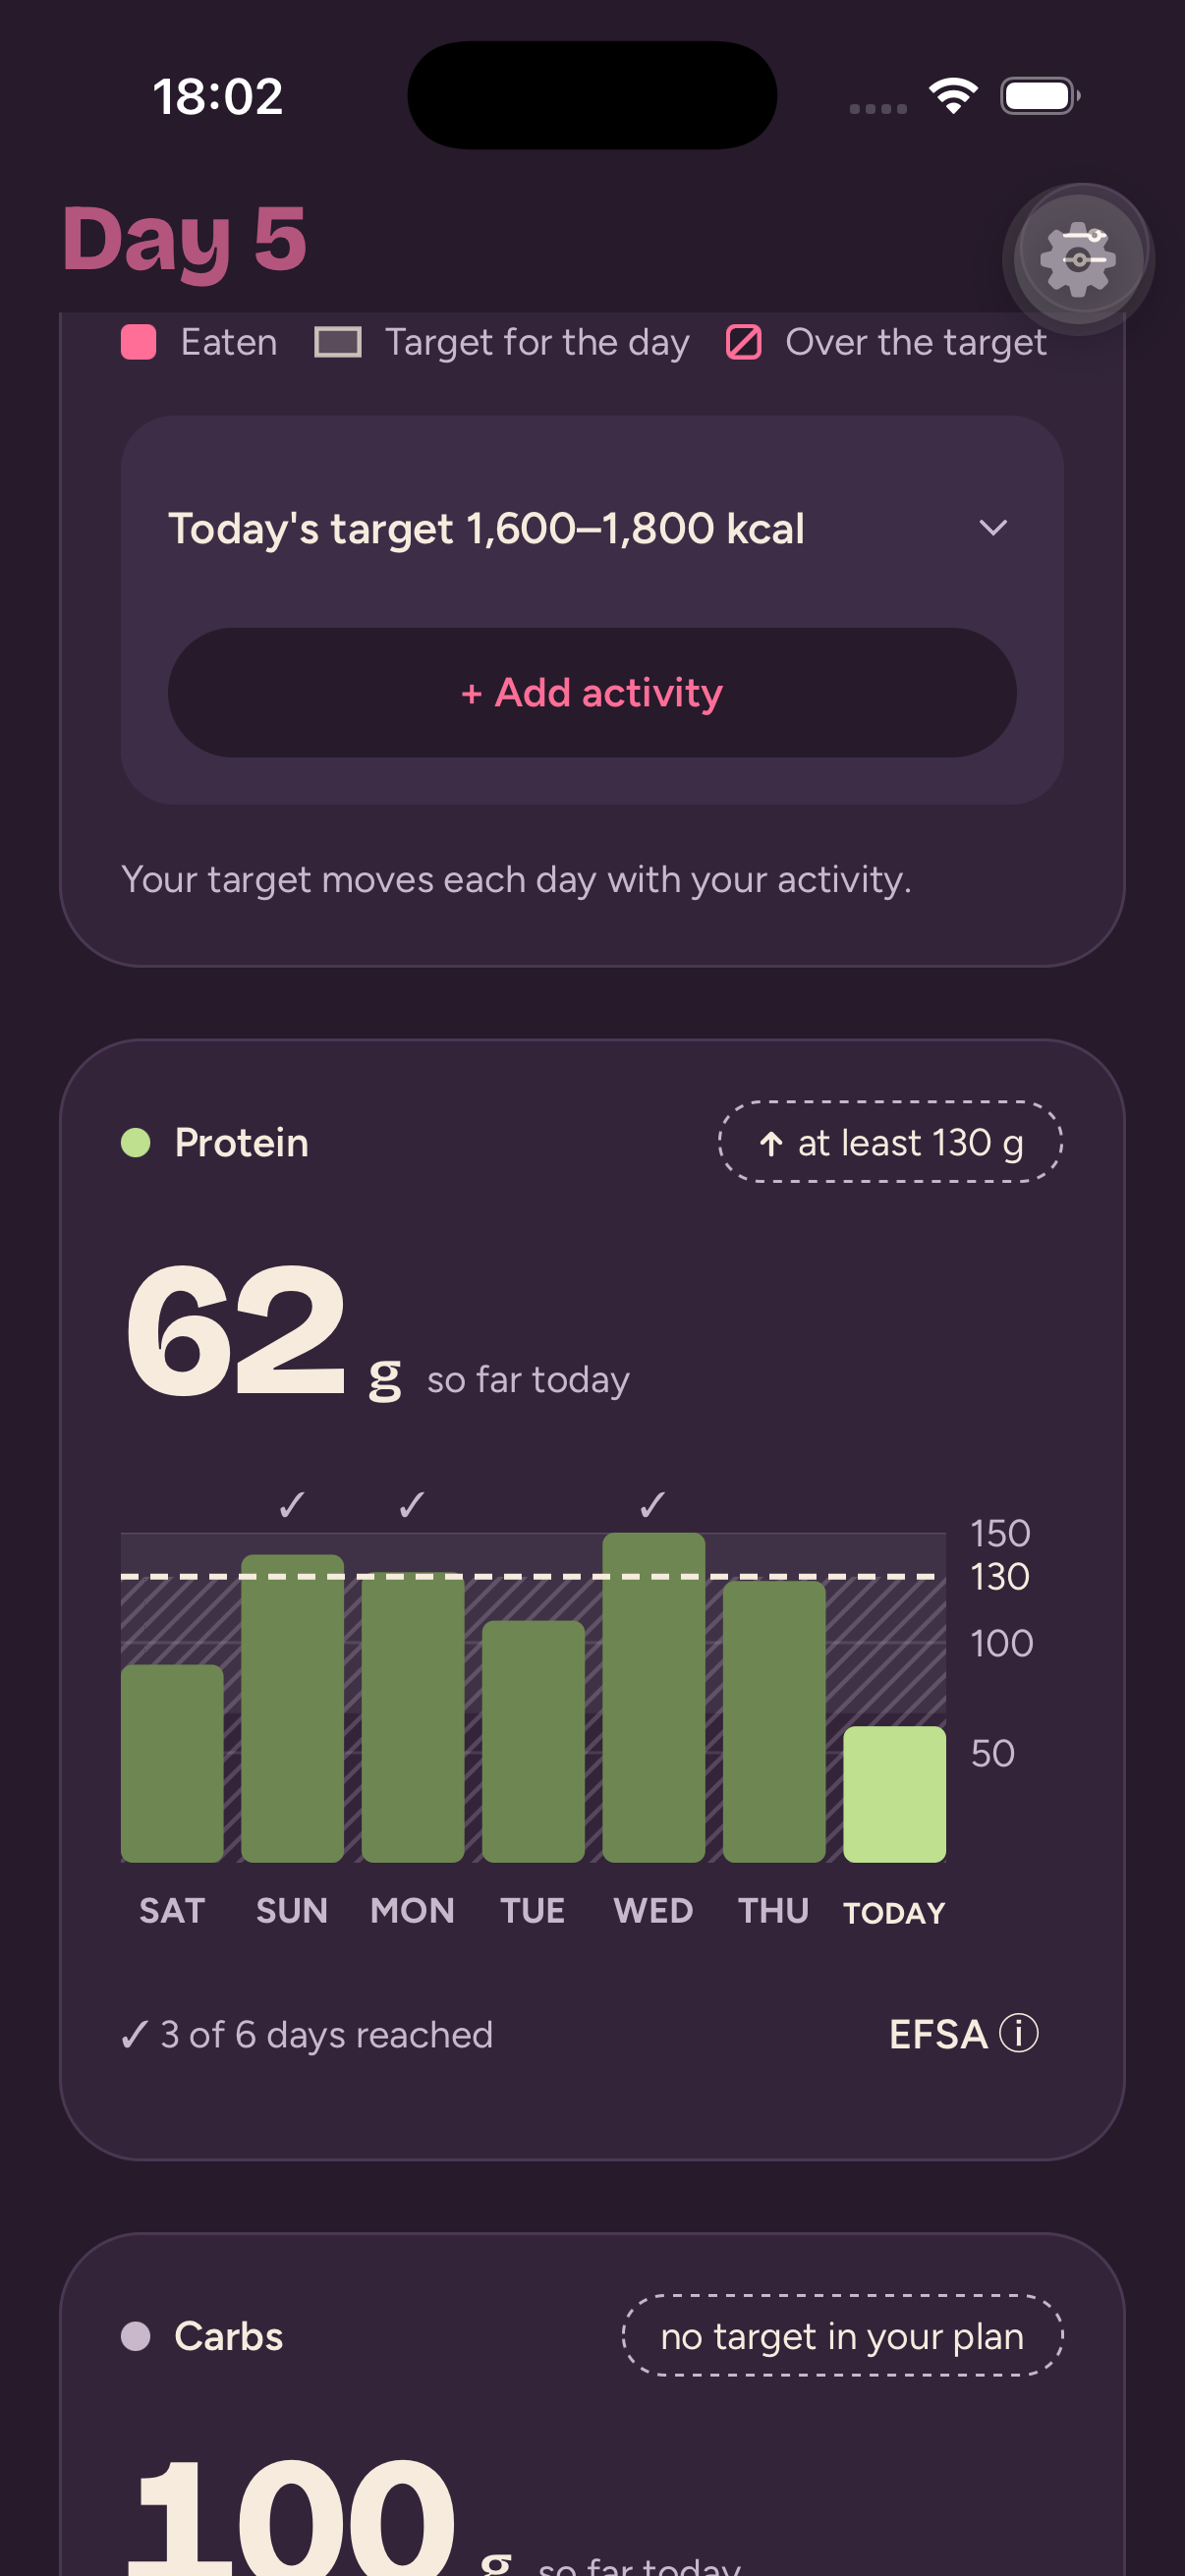 18:02
Day 5
Eaten Target for the day Over the target
Today's target 1,600–1,800 kcal
+ Add activity
Your target moves each day with your activity.
Protein ↑ at least 130 g
62 g so far today
✓ ✓ ✓
150
130
100
50
SAT SUN MON TUE WED THU TODAY
✓ 3 of 6 days reached EFSA ⓘ
Carbs no target in your plan
100 g so far today